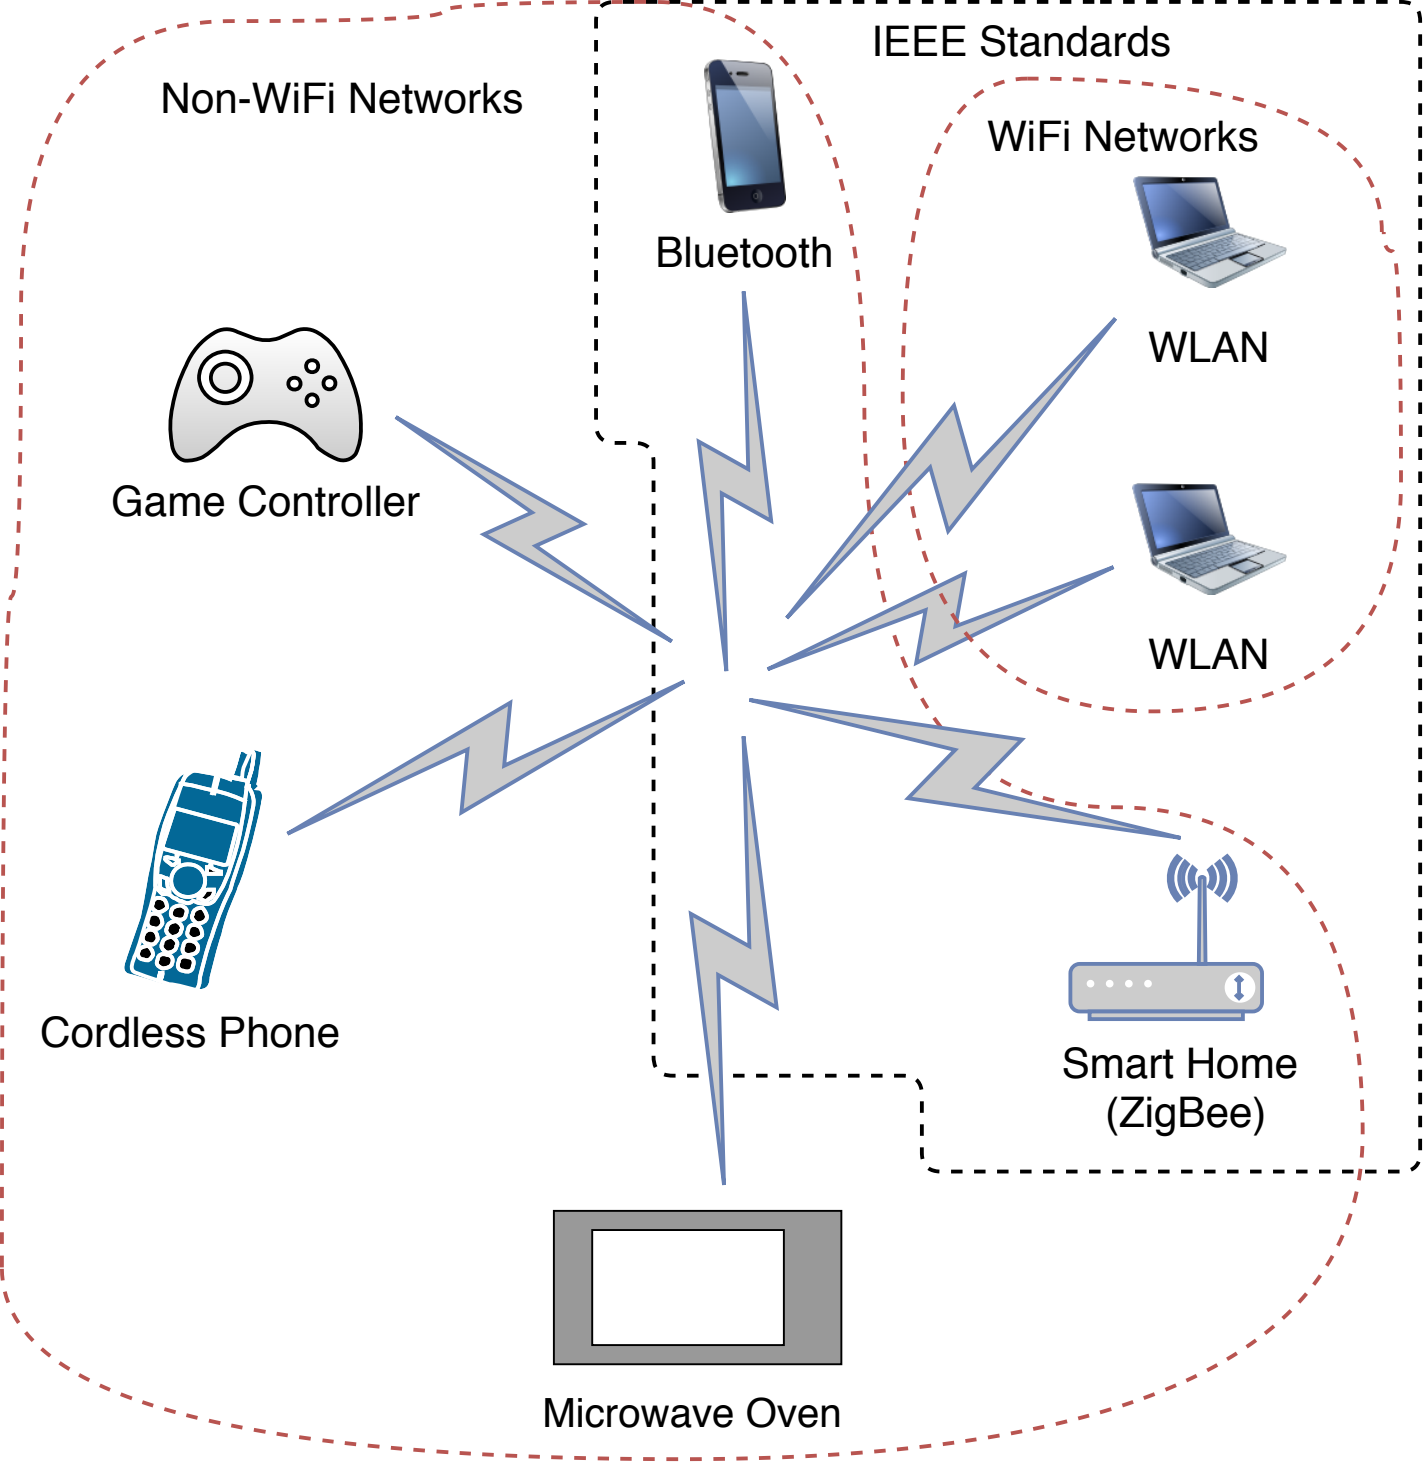 IEEE Standards
Non-WiFi Networks
WiFi Networks
Bluetooth
WLAN
Game Controller
WLAN
Cordless Phone
Smart Home
(ZigBee)
Microwave Oven